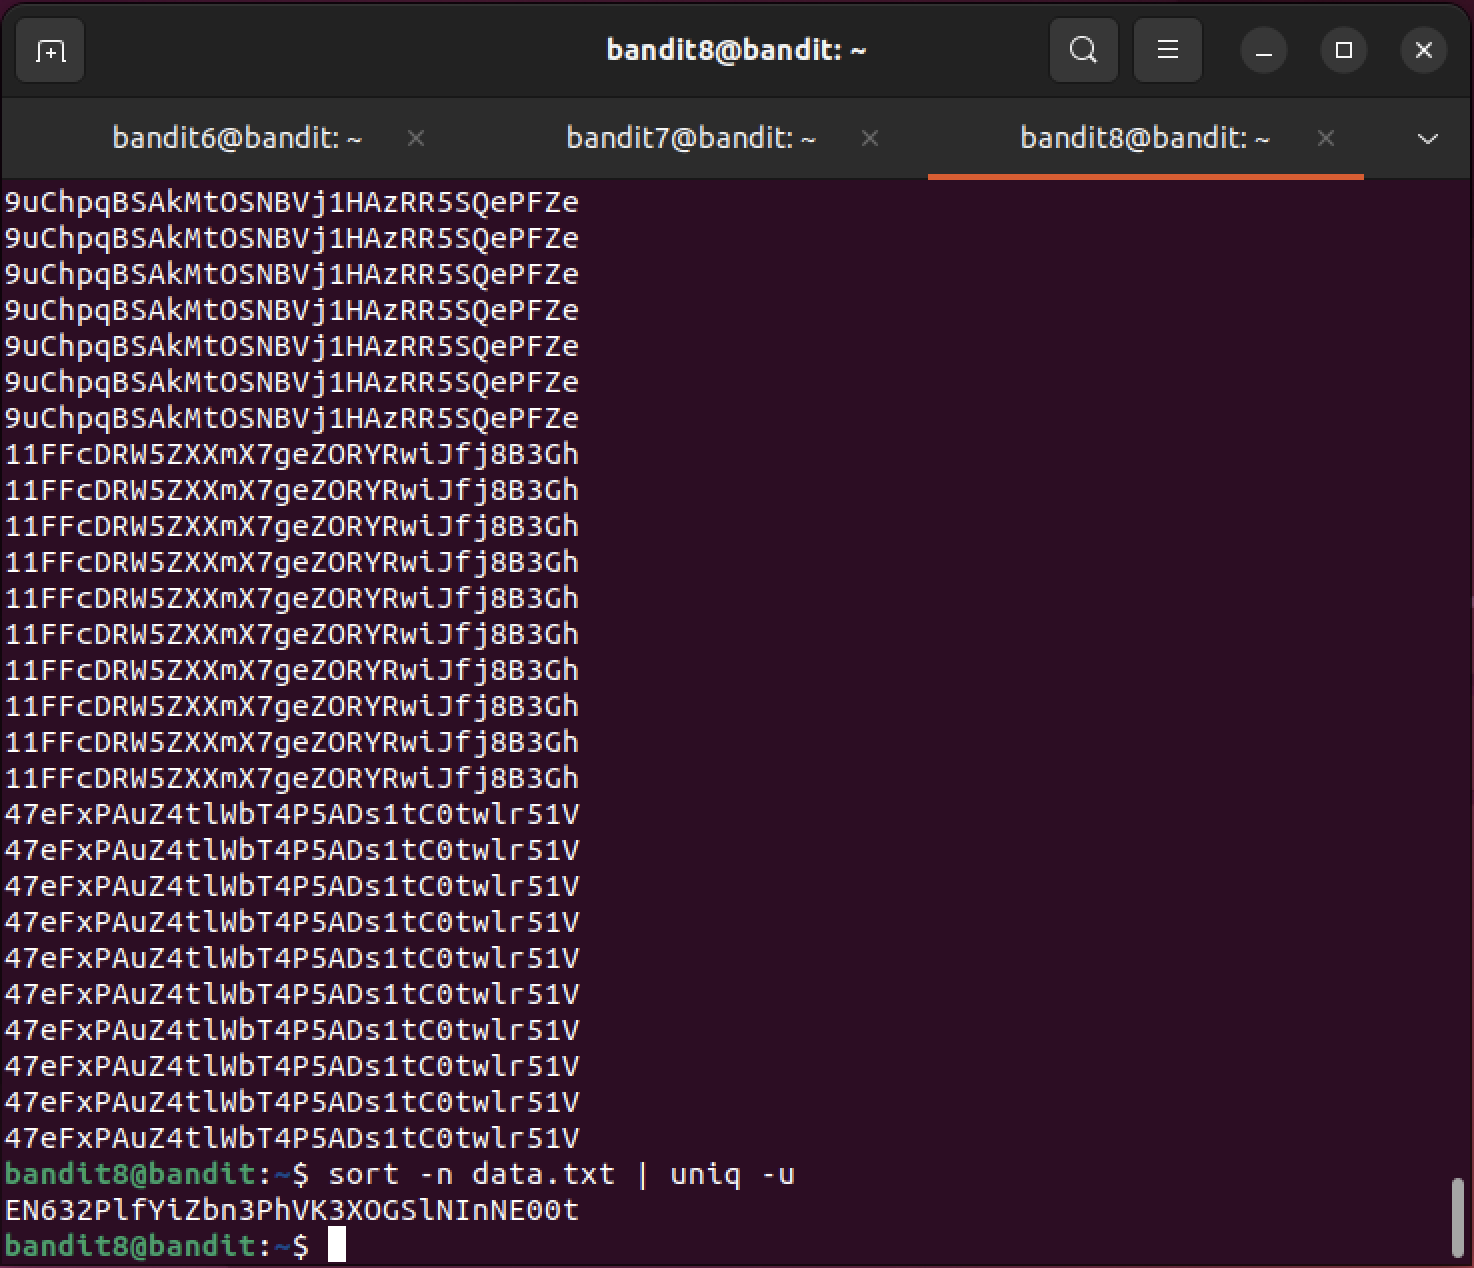 bandit8@bandit: ~
bandit6@bandit: ~
bandit7@bandit: ~
bandit8@bandit: ~
9uChpqBSAkMtOSNBVj1HAzRR5SQePFZe
9uChpqBSAkMtOSNBVj1HAzRR5SQePFZe
9uChpqBSAkMtOSNBVj1HAzRR5SQePFZe
9uChpqBSAkMtOSNBVj1HAzRR5SQePFZe
9uChpqBSAkMtOSNBVj1HAzRR5SQePFZe
9uChpqBSAkMtOSNBVj1HAzRR5SQePFZe
9uChpqBSAkMtOSNBVj1HAzRR5SQePFZe
11FFcDRW5ZXXmX7geZORYRwiJfj8B3Gh
11FFcDRW5ZXXmX7geZORYRwiJfj8B3Gh
11FFcDRW5ZXXmX7geZORYRwiJfj8B3Gh
11FFcDRW5ZXXmX7geZORYRwiJfj8B3Gh
11FFcDRW5ZXXmX7geZORYRwiJfj8B3Gh
11FFcDRW5ZXXmX7geZORYRwiJfj8B3Gh
11FFcDRW5ZXXmX7geZORYRwiJfj8B3Gh
11FFcDRW5ZXXmX7geZORYRwiJfj8B3Gh
11FFcDRW5ZXXmX7geZORYRwiJfj8B3Gh
11FFcDRW5ZXXmX7geZORYRwiJfj8B3Gh
47eFxPAuZ4tlWbT4P5ADs1tC0twlr51V
47eFxPAuZ4tlWbT4P5ADs1tC0twlr51V
47eFxPAuZ4tlWbT4P5ADs1tC0twlr51V
47eFxPAuZ4tlWbT4P5ADs1tC0twlr51V
47eFxPAuZ4tlWbT4P5ADs1tC0twlr51V
47eFxPAuZ4tlWbT4P5ADs1tC0twlr51V
47eFxPAuZ4tlWbT4P5ADs1tC0twlr51V
47eFxPAuZ4tlWbT4P5ADs1tC0twlr51V
47eFxPAuZ4tlWbT4P5ADs1tC0twlr51V
47eFxPAuZ4tlWbT4P5ADs1tC0twlr51V
bandit8@bandit:~$ sort -n data.txt | uniq -u
EN632PlfYiZbn3PhVK3XOGSlNInNE00t
bandit8@bandit:~$